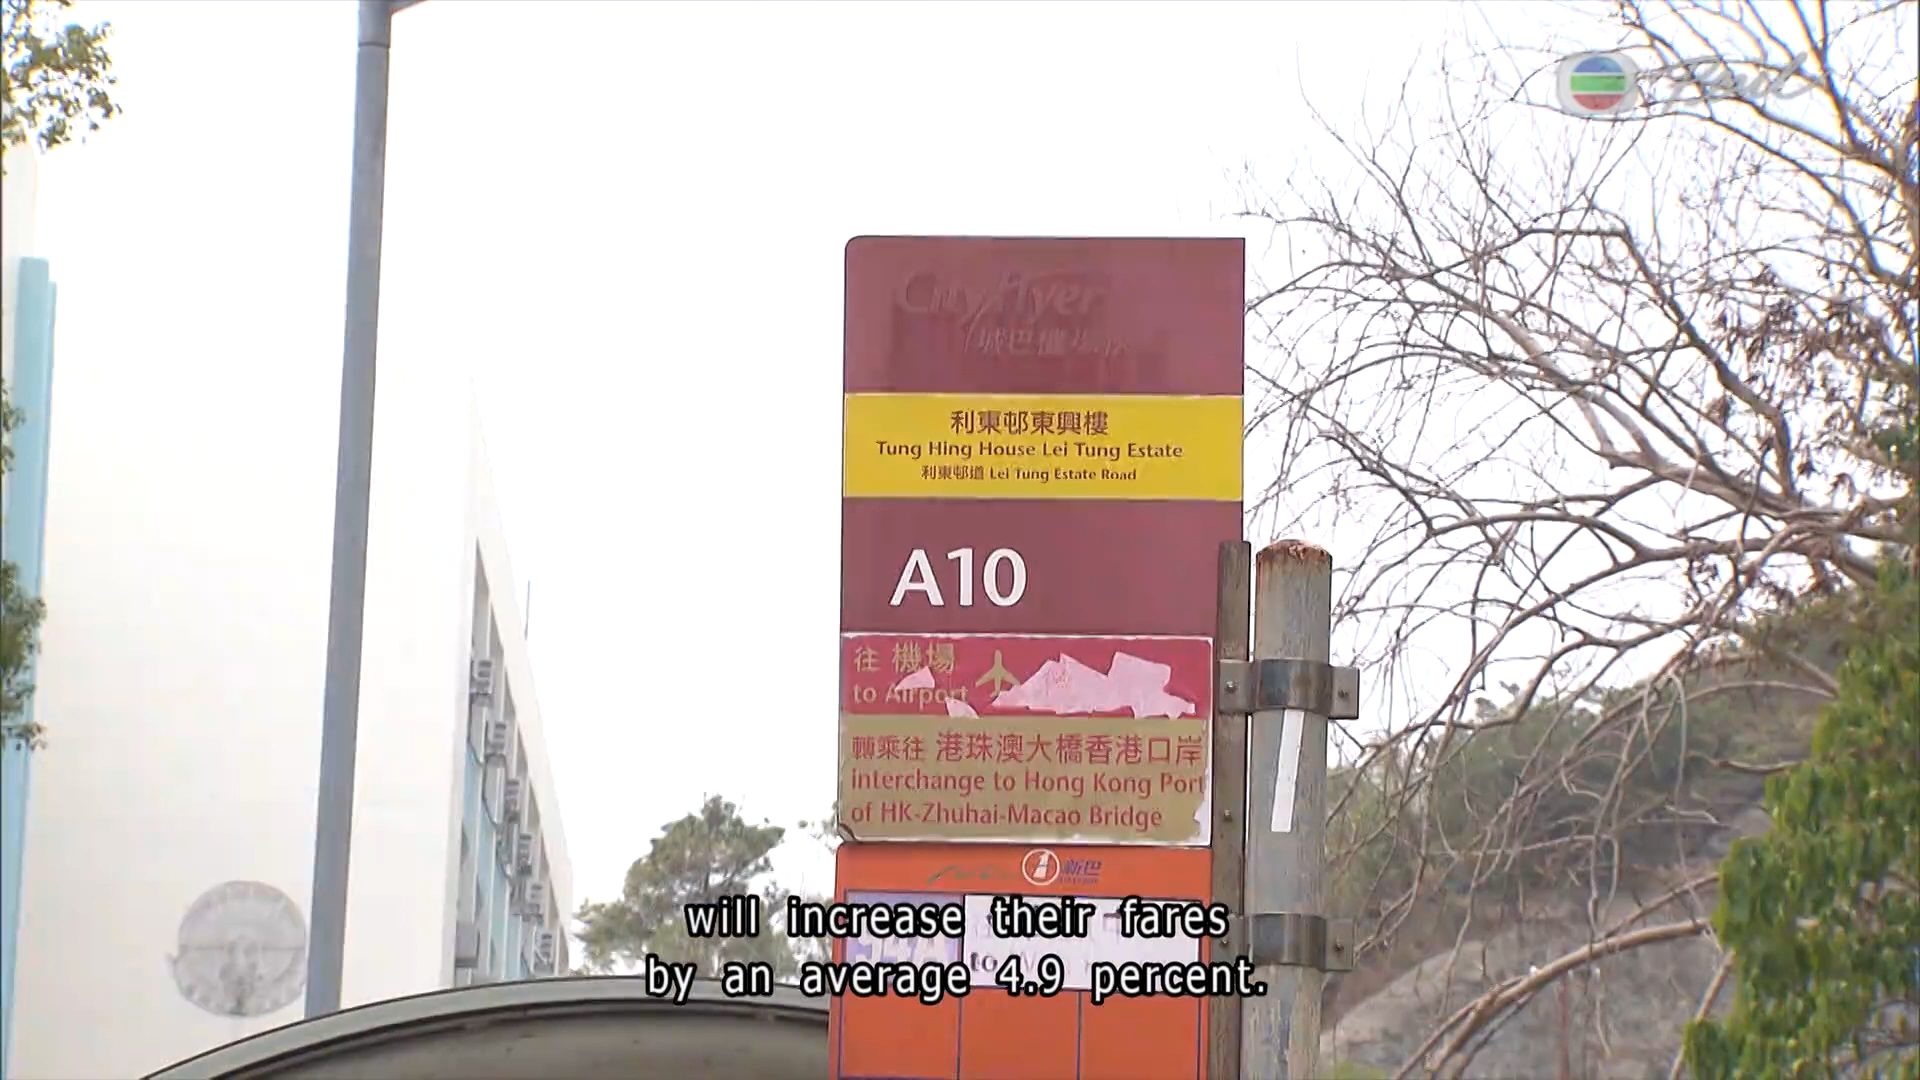 Pearl
Cityflyer
城巴機場快線
利東邨東興樓
Tung Hing House Lei Tung Estate
利東邨道 Lei Tung Estate Road
A10
往 機場
to Airport
轉乘往 港珠澳大橋香港口岸
interchange to Hong Kong Port
of HK-Zhuhai-Macao Bridge
新巴
to
will increase their fares
by an average 4.9 percent.